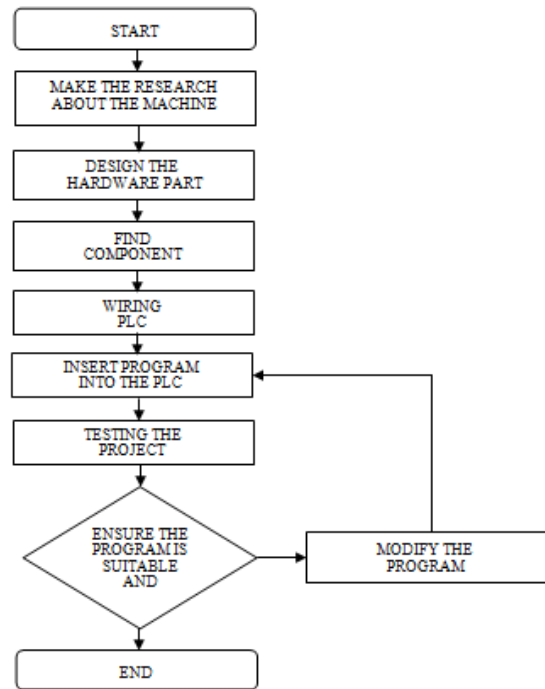 START
MAKE THE RESEARCH
ABOUT THE MACHINE
DESIGN THE
HARDWARE PART
FIND
COMPONENT
WIRING
PLC
INSERT PROGRAM
INTO THE PLC
TESTING THE
PROJECT
ENSURE THE
PROGRAM IS
SUITABLE
AND
MODIFY THE
PROGRAM
END